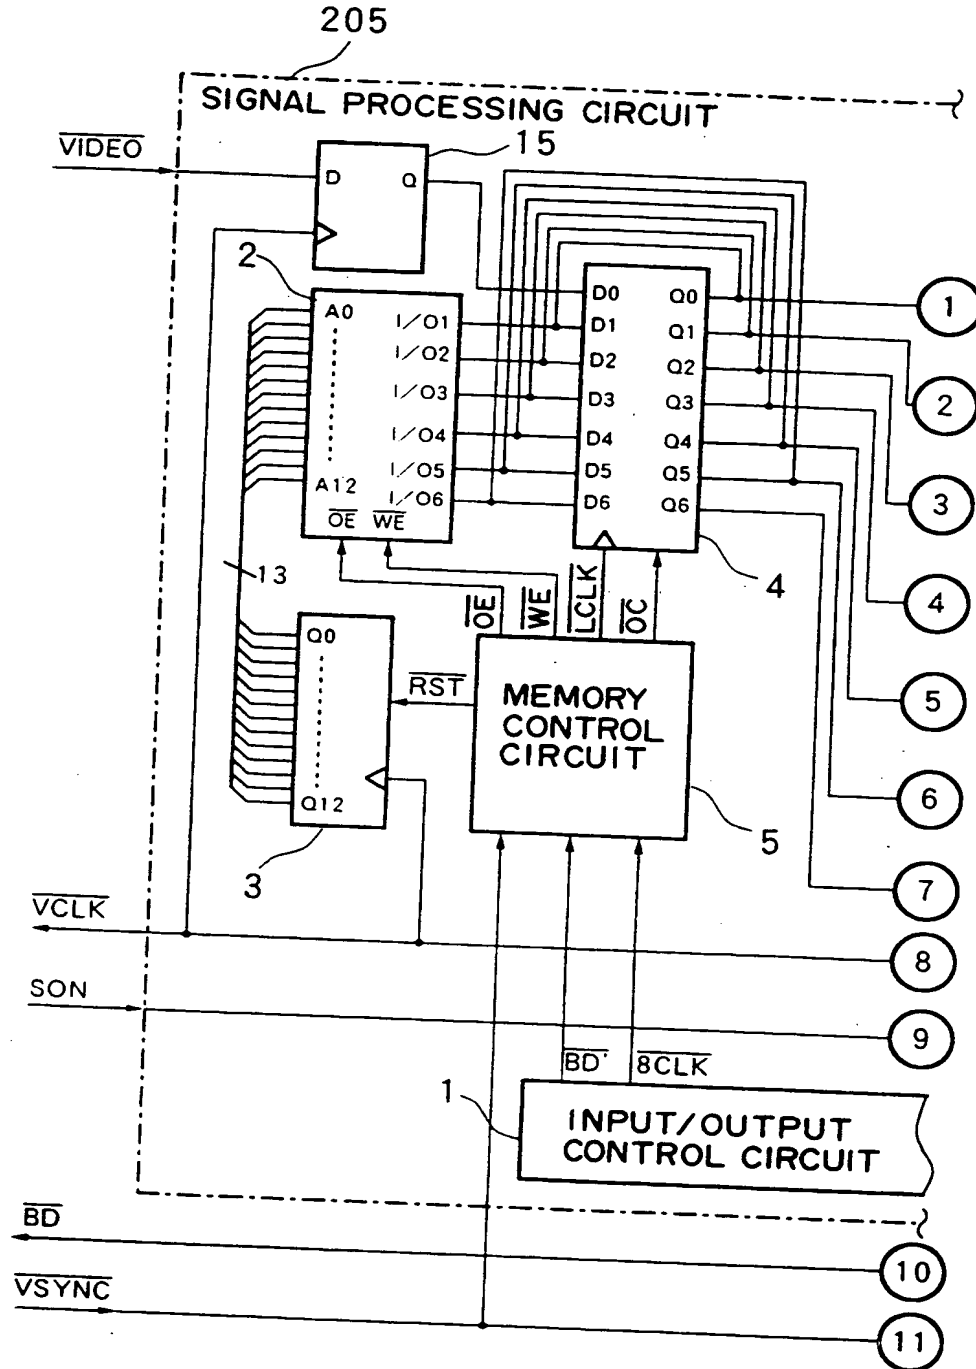 205
SIGNAL PROCESSING CIRCUIT
VIDEO
15
D Q
2
A0
A12
I/O1
I/O2
I/O3
I/O4
I/O5
I/O6
OE WE
D0
D1
D2
D3
D4
D5
D6
Q0
Q1
Q2
Q3
Q4
Q5
Q6
4
1
2
3
4
5
6
7
8
9
10
11
13
OE
WE
LCLK
OC
Q0
Q12
3
RST
MEMORY
CONTROL
CIRCUIT
5
VCLK
SON
BD'
8CLK
1
INPUT/OUTPUT
CONTROL CIRCUIT
BD
VSYNC